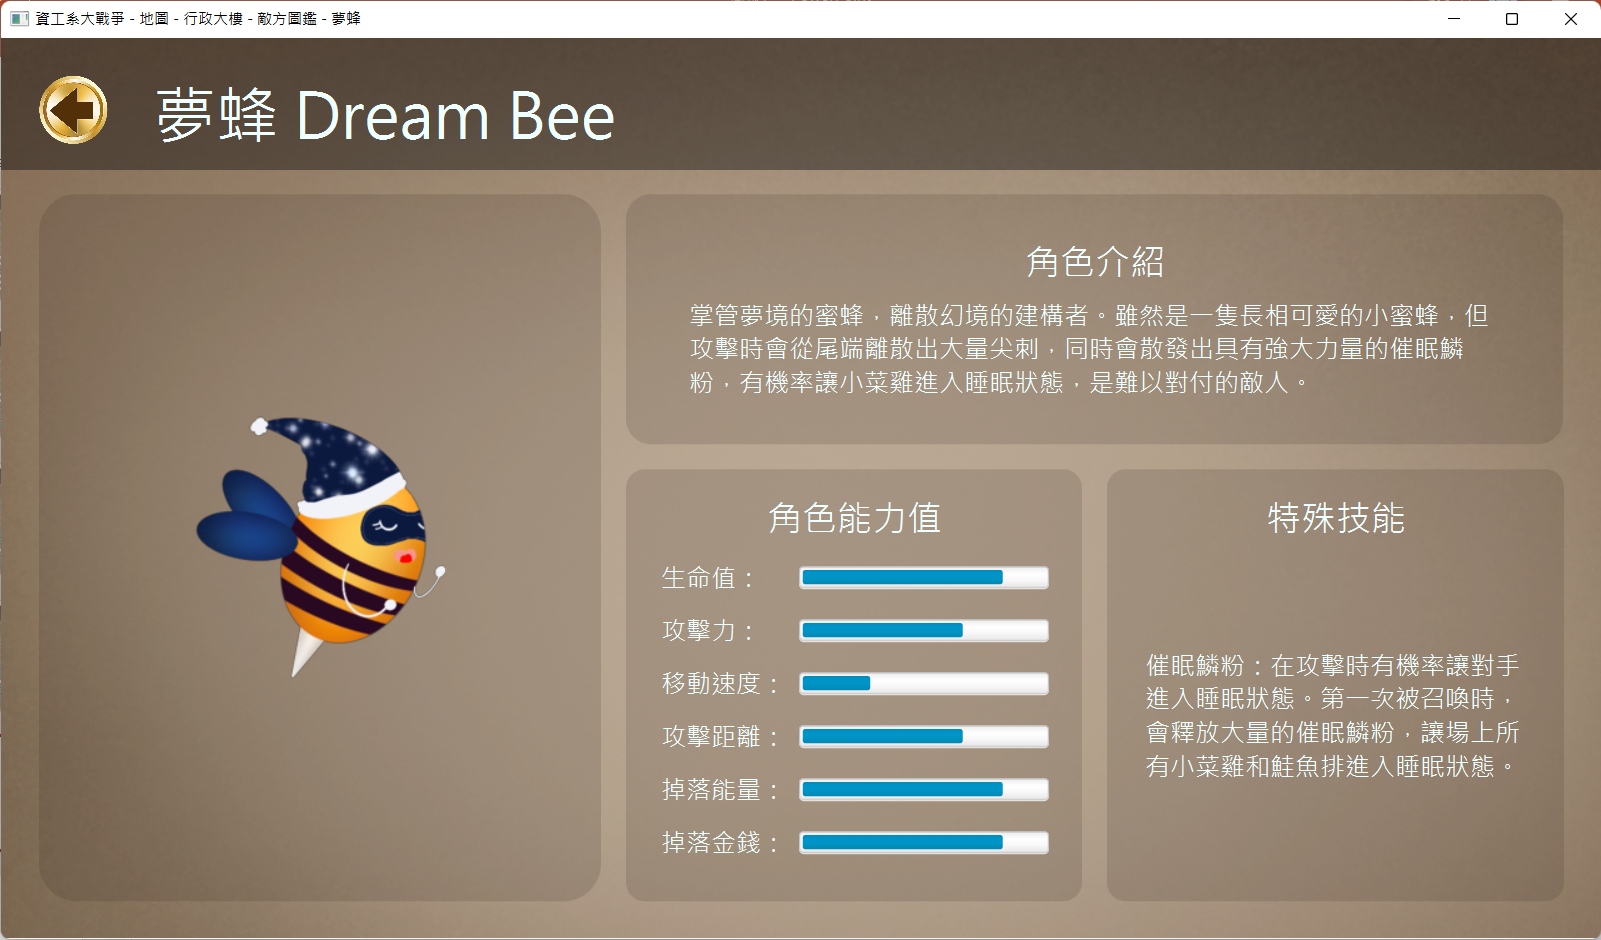 資工系大戰爭 - 地圖 - 行政大樓 - 敵方圖鑑 - 夢蜂
夢蜂 Dream Bee
角色介紹
掌管夢境的蜜蜂，離散幻境的建構者。雖然是一隻長相可愛的小蜜蜂，但
攻擊時會從尾端離散出大量尖刺，同時會散發出具有強大力量的催眠鱗
粉，有機率讓小菜雞進入睡眠狀態，是難以對付的敵人。
角色能力值
生命值：
攻擊力：
移動速度：
攻擊距離：
掉落能量：
掉落金錢：
特殊技能
催眠鱗粉：在攻擊時有機率讓對手
進入睡眠狀態。第一次被召喚時，
會釋放大量的催眠鱗粉，讓場上所
有小菜雞和鮭魚排進入睡眠狀態。